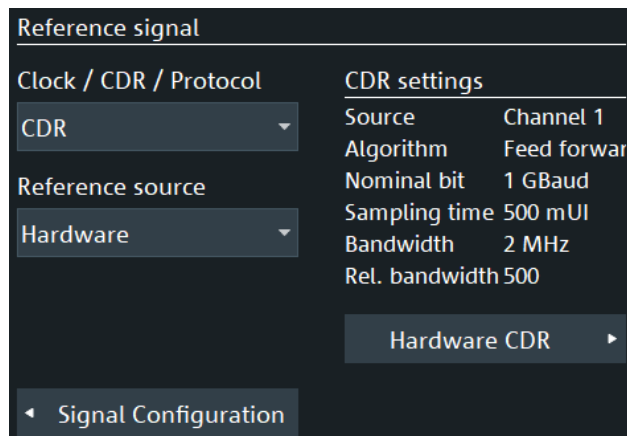 Reference signal
Clock / CDR / Protocol
CDR
Reference source
Hardware
Signal Configuration
CDR settings
Source Channel 1
Algorithm Feed forwar
Nominal bit 1 GBaud
Sampling time 500 mUI
Bandwidth 2 MHz
Rel. bandwidth 500
Hardware CDR